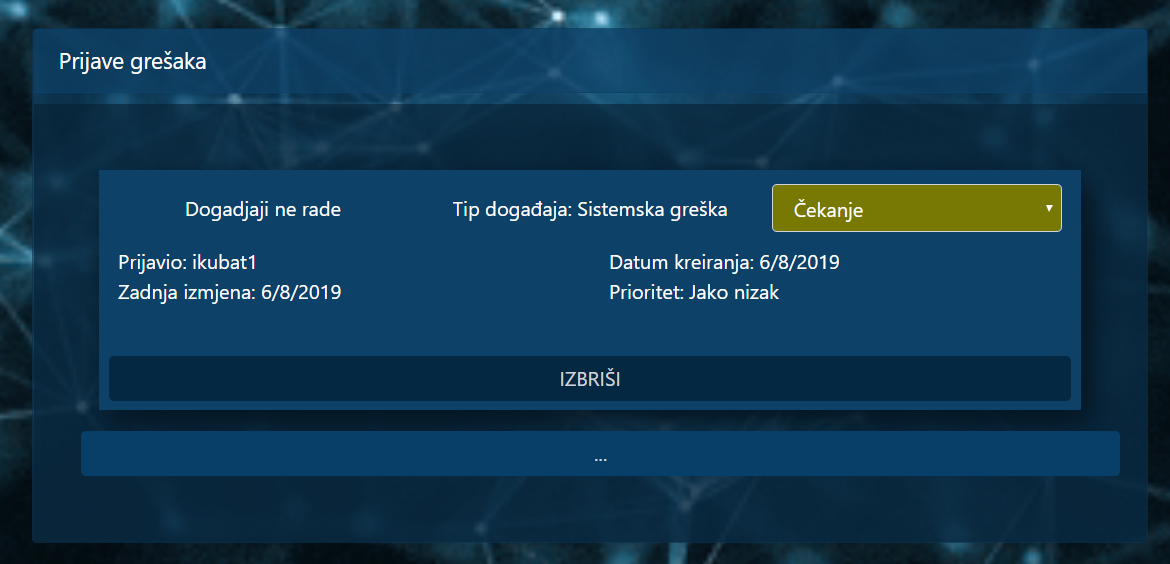 Prijave grešaka
Dogadjaji ne rade
Tip događaja: Sistemska greška
Čekanje
Prijavio: ikubat1
Datum kreiranja: 6/8/2019
Zadnja izmjena: 6/8/2019
Prioritet: Jako nizak
IZBRIŠI
...